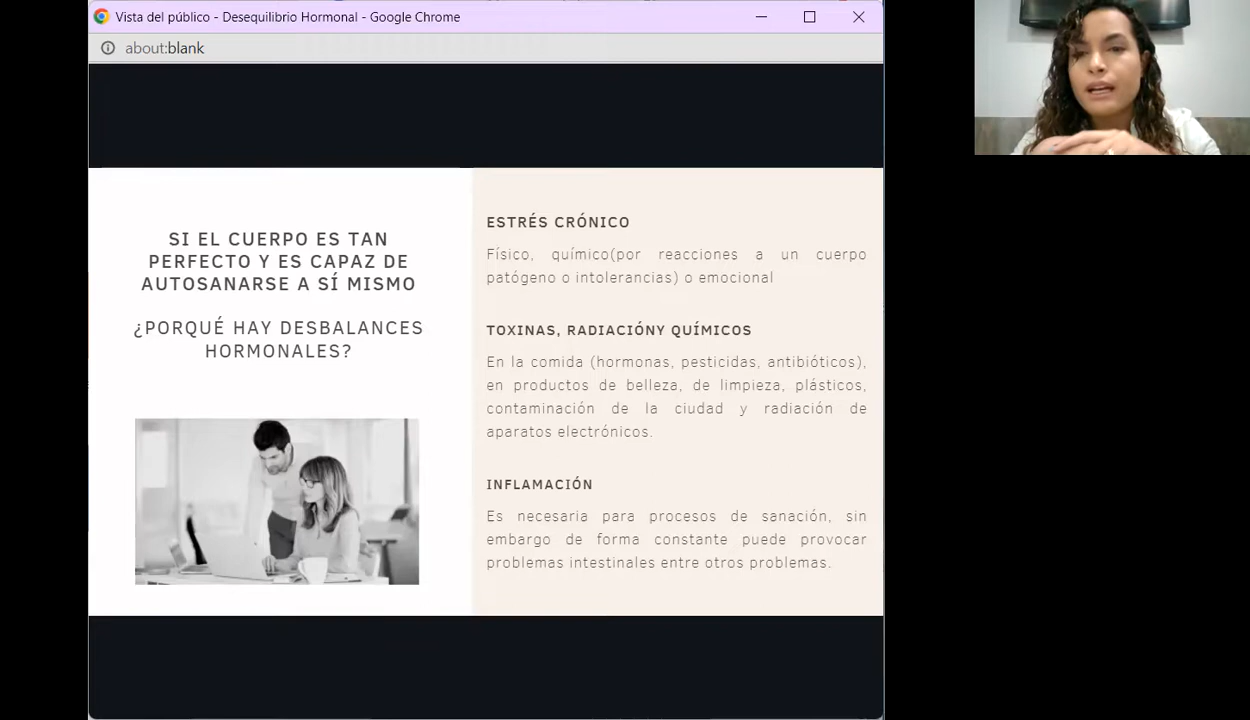 Vista del público - Desequilibrio Hormonal - Google Chrome
about:blank
SI EL CUERPO ES TAN
PERFECTO Y ES CAPAZ DE
AUTOSANARSE A SÍ MISMO
¿PORQUÉ HAY DESBALANCES
HORMONALES?
ESTRÉS CRÓNICO
Físico, químico(por reacciones a un cuerpo
patógeno o intolerancias) o emocional
TOXINAS, RADIACIÓNY QUÍMICOS
En la comida (hormonas, pesticidas, antibióticos),
en productos de belleza, de limpieza, plásticos,
contaminación de la ciudad y radiación de
aparatos electrónicos.
INFLAMACIÓN
Es necesaria para procesos de sanación, sin
embargo de forma constante puede provocar
problemas intestinales entre otros problemas.